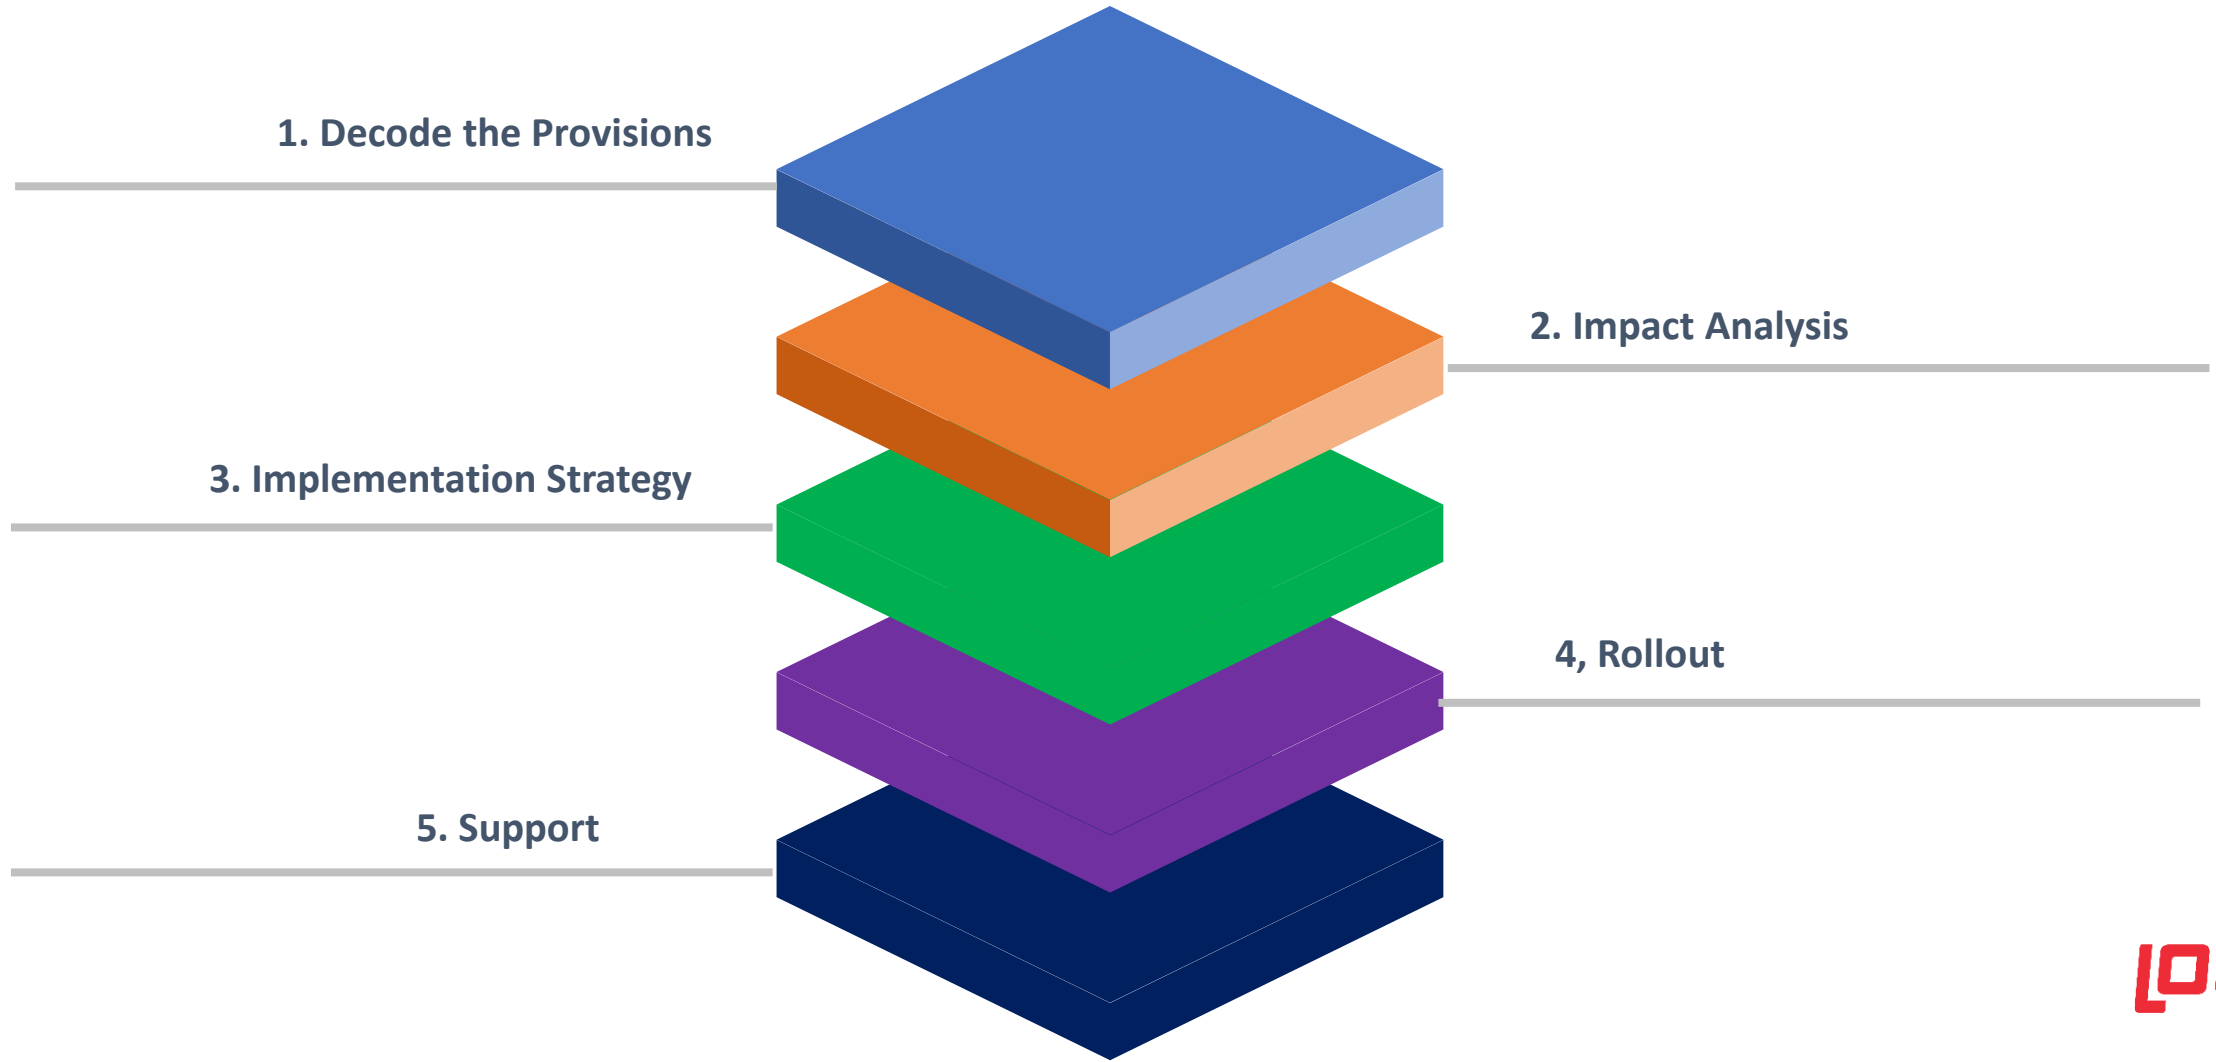 1. Decode the Provisions
2. Impact Analysis
3. Implementation Strategy
4, Rollout
5. Support